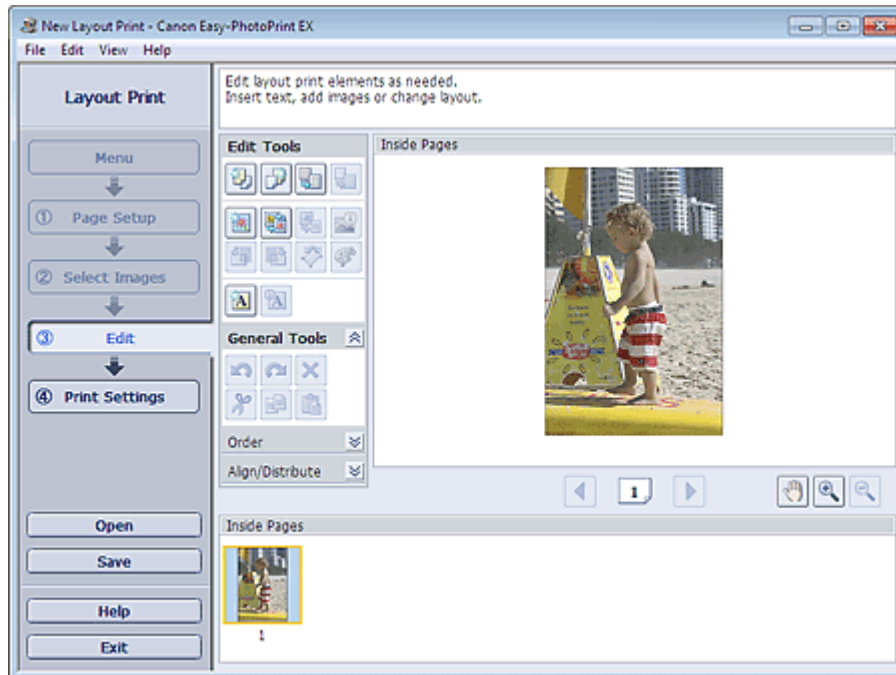 New Layout Print - Canon Easy-PhotoPrint EX
File Edit View Help
Layout Print
Edit layout print elements as needed.
Insert text, add images or change layout.
Menu
① Page Setup
② Select Images
③ Edit
④ Print Settings
Open
Save
Help
Exit
Edit Tools
A A
General Tools
Order
Align/Distribute
Inside Pages
1
Inside Pages
1